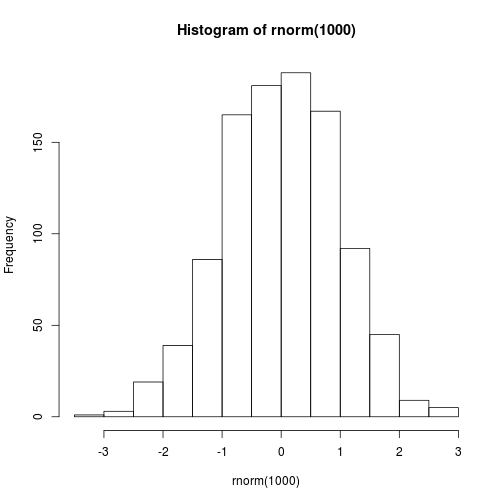 Histogram of rnorm(1000)
Frequency
150
100
50
0
-3 -2 -1 0 1 2 3
rnorm(1000)